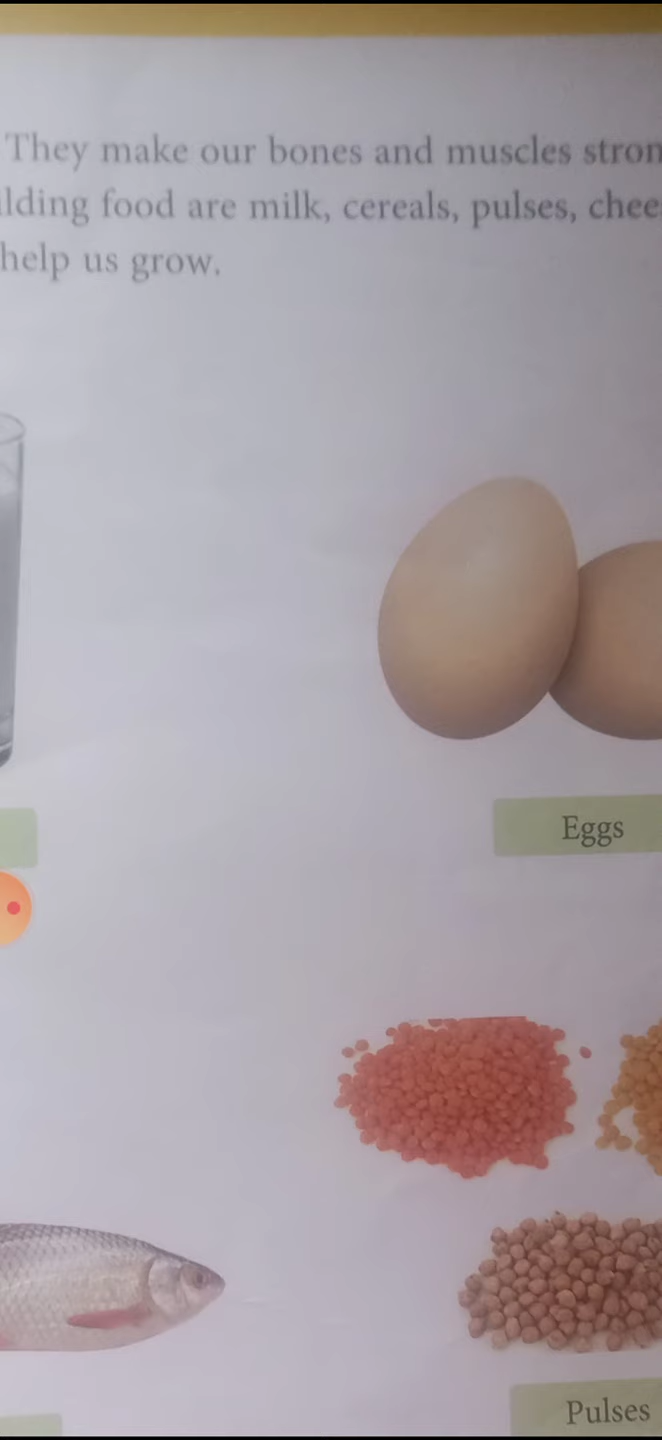 They make our bones and muscles stron
lding food are milk, cereals, pulses, chee
help us grow.
Eggs
Pulses